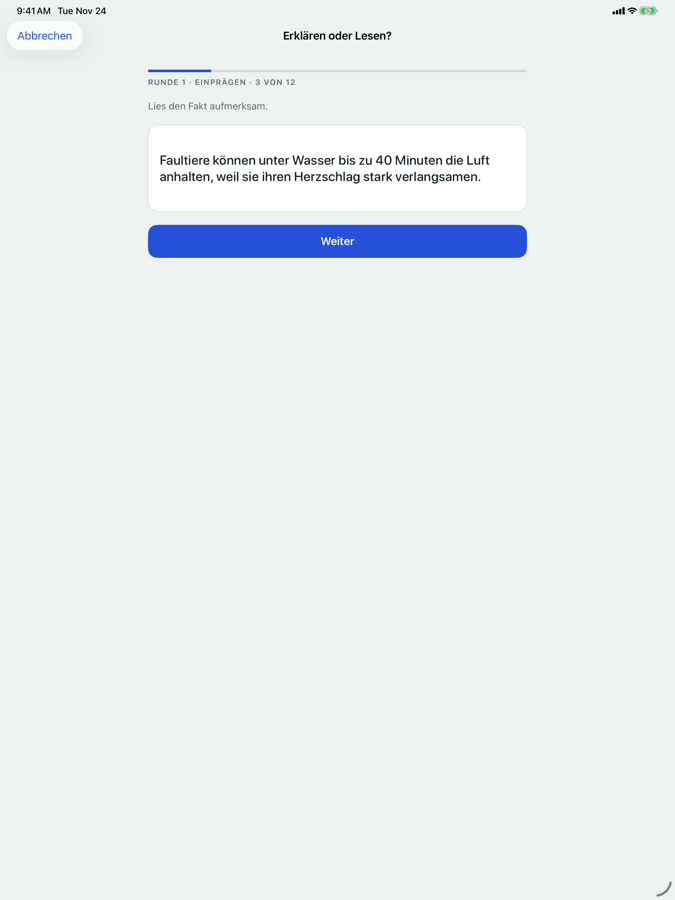 9:41 AM Tue Nov 24
Abbrechen
Erklären oder Lesen?
RUNDE 1 · EINPRÄGEN · 3 VON 12
Lies den Fakt aufmerksam.
Faultiere können unter Wasser bis zu 40 Minuten die Luft
anhalten, weil sie ihren Herzschlag stark verlangsamen.
Weiter